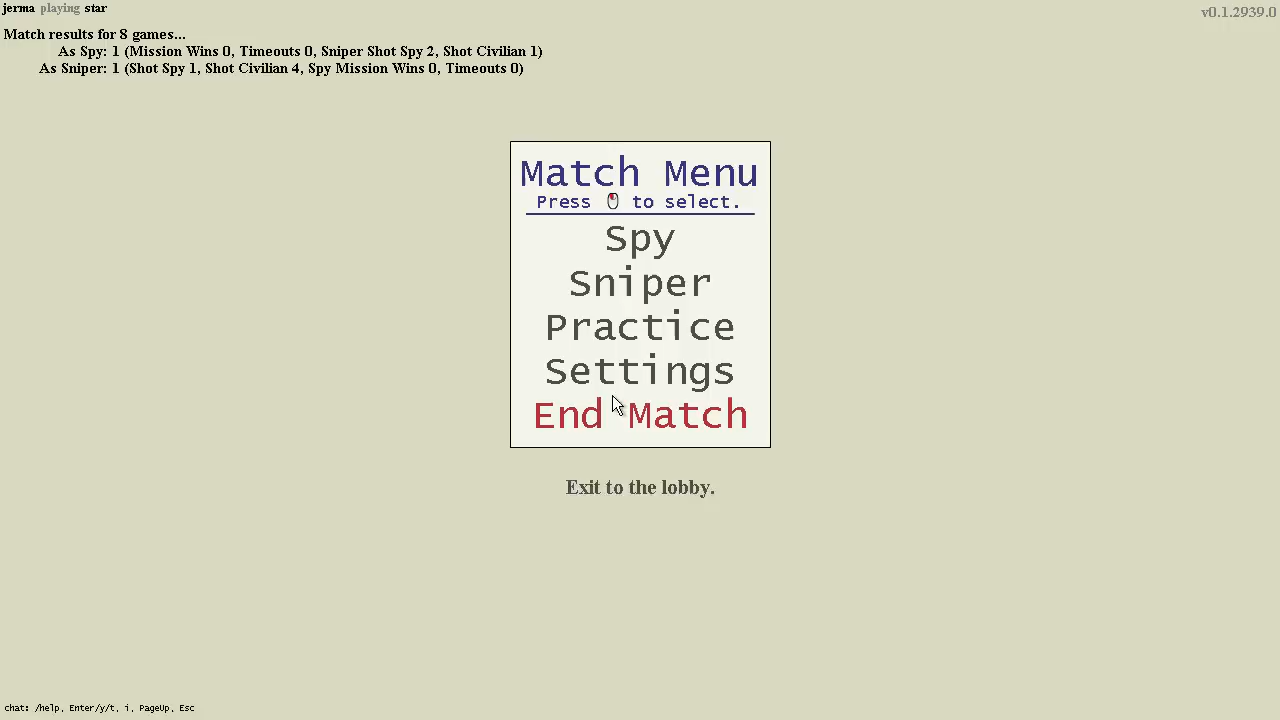 jerma playing star
v0.1.2939.0
Match results for 8 games...
As Spy: 1 (Mission Wins 0, Timeouts 0, Sniper Shot Spy 2, Shot Civilian 1)
As Sniper: 1 (Shot Spy 1, Shot Civilian 4, Spy Mission Wins 0, Timeouts 0)
Match Menu
Press to select.
Spy
Sniper
Practice
Settings
End Match
Exit to the lobby.
chat: /help, Enter/y/t, i, PageUp, Esc